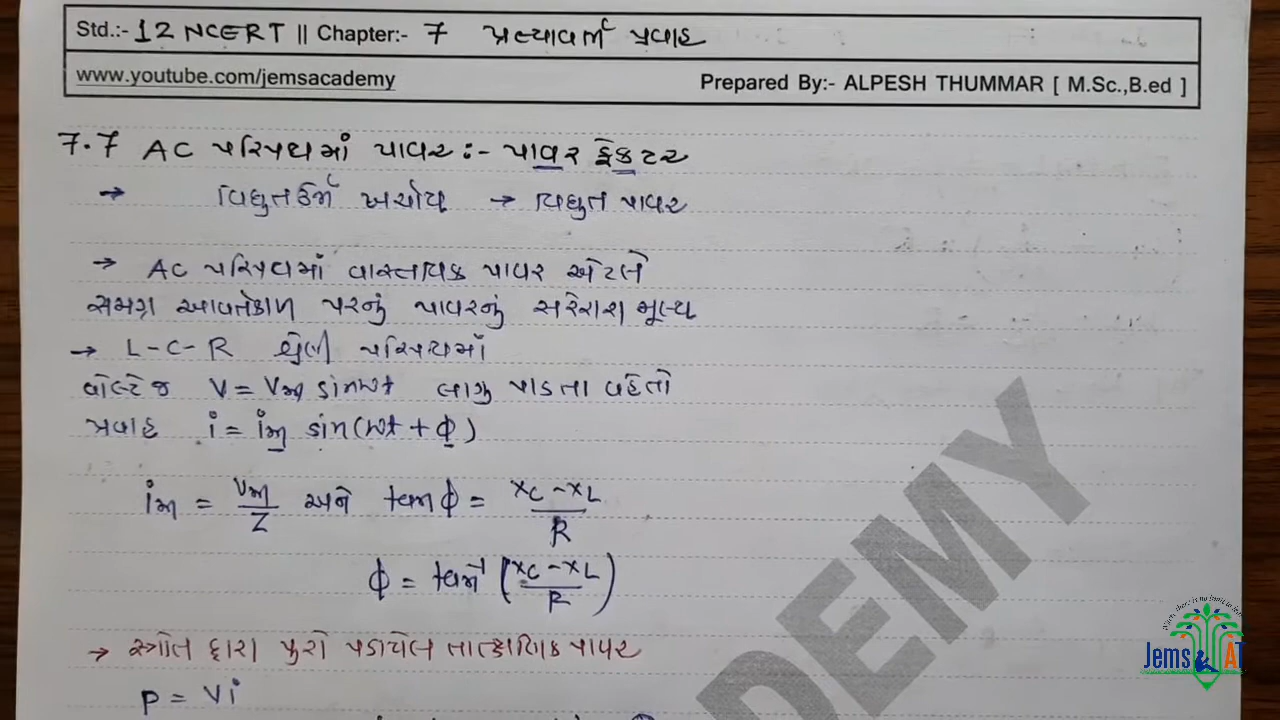 Std.:- 12 NCERT || Chapter:- 7 પ્રત્યાવર્તી પ્રવાહ
www.youtube.com/jemsacademy Prepared By:- ALPESH THUMMAR [ M.Sc.,B.ed ]
7.7 AC પરિપથમાં પાવર :- પાવર ફેક્ટર
→ વિદ્યુતઉર્જા → વિદ્યુત પાવર
→ AC પરિપથમાં વાસ્તવિક પાવર એટલે
સમગ્ર આવર્તકાળ પરનું પાવરનું સરેરાશ મૂલ્ય
→ L-C-R શ્રેણી પરિપથમાં
વોલ્ટેજ V = Vm sinωt લાગુ પાડતા વહેતો
પ્રવાહ i = im sin(ωt + ϕ)
im = Vm/Z અને tanϕ = XC - XL / R
ϕ = tan⁻¹ (XC - XL / R)
→ સ્ત્રોત દ્વારા પુરો પડાયેલ તાત્ક્ષણિક પાવર
P = Vi
DEMY
Jems AT